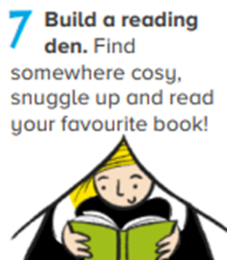 7 Build a reading
den. Find
somewhere cosy,
snuggle up and read
your favourite book!